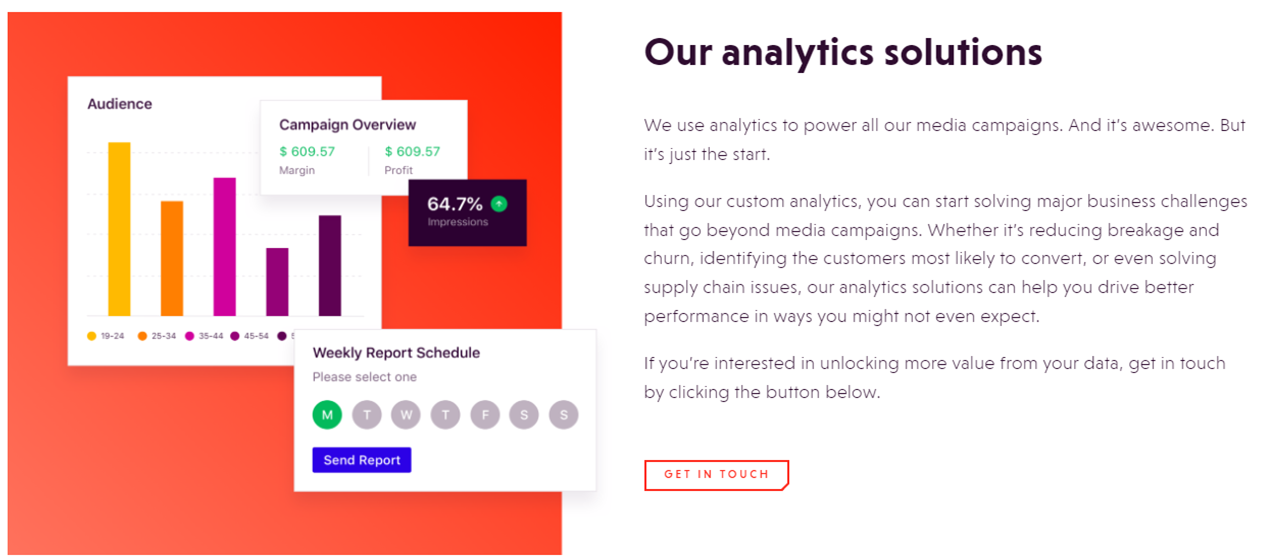 Audience
Campaign Overview
$ 609.57 $ 609.57
Margin Profit
64.7%
Impressions
19-24 25-34 35-44 45-54
Weekly Report Schedule
Please select one
M T W T F S S
Send Report
Our analytics solutions
We use analytics to power all our media campaigns. And it’s awesome. But
it’s just the start.
Using our custom analytics, you can start solving major business challenges
that go beyond media campaigns. Whether it’s reducing breakage and
churn, identifying the customers most likely to convert, or even solving
supply chain issues, our analytics solutions can help you drive better
performance in ways you might not even expect.
If you’re interested in unlocking more value from your data, get in touch
by clicking the button below.
GET IN TOUCH